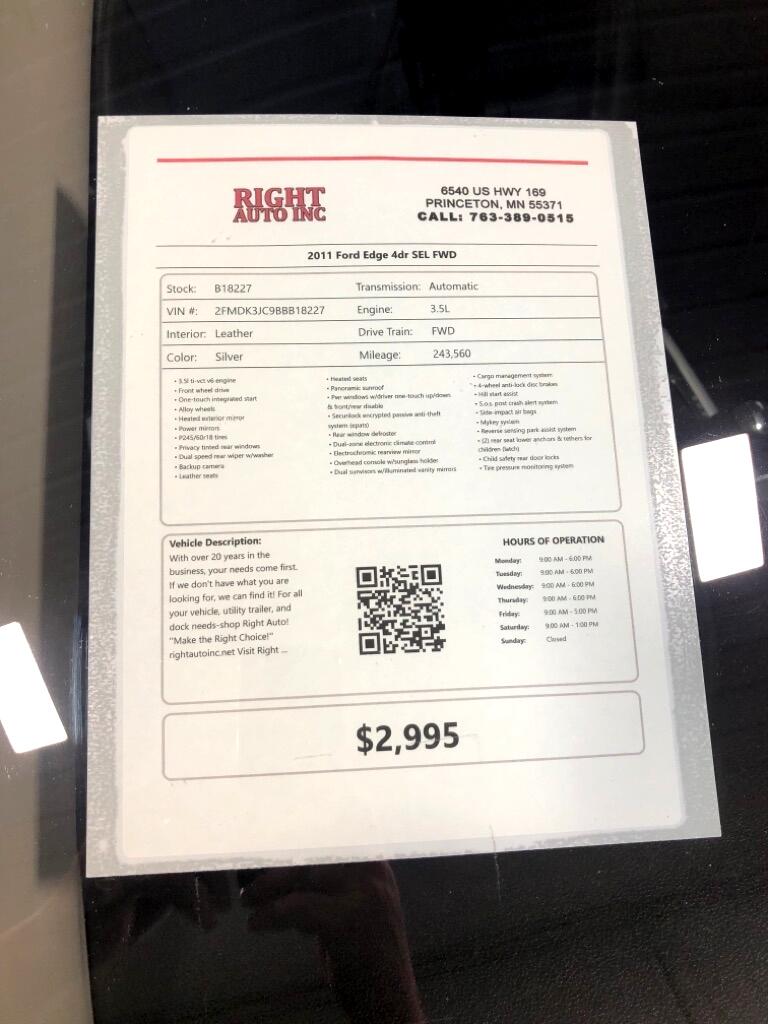 RIGHT
AUTO INC
6540 US HWY 169
PRINCETON, MN 55371
CALL: 763-389-0515
2011 Ford Edge 4dr SEL FWD
Stock: B18227 Transmission: Automatic
VIN #: 2FMDK3JC9BBB18227 Engine: 3.5L
Interior: Leather Drive Train: FWD
Color: Silver Mileage: 243,560
• 3.5l ti-vct v6 engine
• Front wheel drive
• One-touch integrated start
• Alloy wheels
• Heated exterior mirror
• Power mirrors
• P245/60r18 tires
• Privacy tinted rear windows
• Dual speed rear wiper w/washer
• Backup camera
• Leather seats
• Heated seats
• Panoramic sunroof
• Pwr windows w/driver one-touch up/down
& front/rear disable
• Securilock encrypted passive anti-theft
system (epats)
• Rear window defroster
• Dual-zone electronic climate control
• Electrochromic rearview mirror
• Overhead console w/sunglass holder
• Dual sunvisors w/illuminated vanity mirrors
• Cargo management system
• 4-wheel anti-lock disc brakes
• Hill start assist
• S.o.s. post crash alert system
• Side-impact air bags
• Mykey system
• Reverse sensing park assist system
• (2) rear seat lower anchors & tethers for
children (latch)
• Child safety rear door locks
• Tire pressure monitoring system
Vehicle Description:
With over 20 years in the
business, your needs come first.
If we don't have what you are
looking for, we can find it! For all
your vehicle, utility trailer, and
dock needs-shop Right Auto!
"Make the Right Choice!"
rightautoinc.net Visit Right ...
HOURS OF OPERATION
Monday: 9:00 AM - 6:00 PM
Tuesday: 9:00 AM - 6:00 PM
Wednesday: 9:00 AM - 6:00 PM
Thursday: 9:00 AM - 6:00 PM
Friday: 9:00 AM - 5:00 PM
Saturday: 9:00 AM - 1:00 PM
Sunday: Closed
$2,995